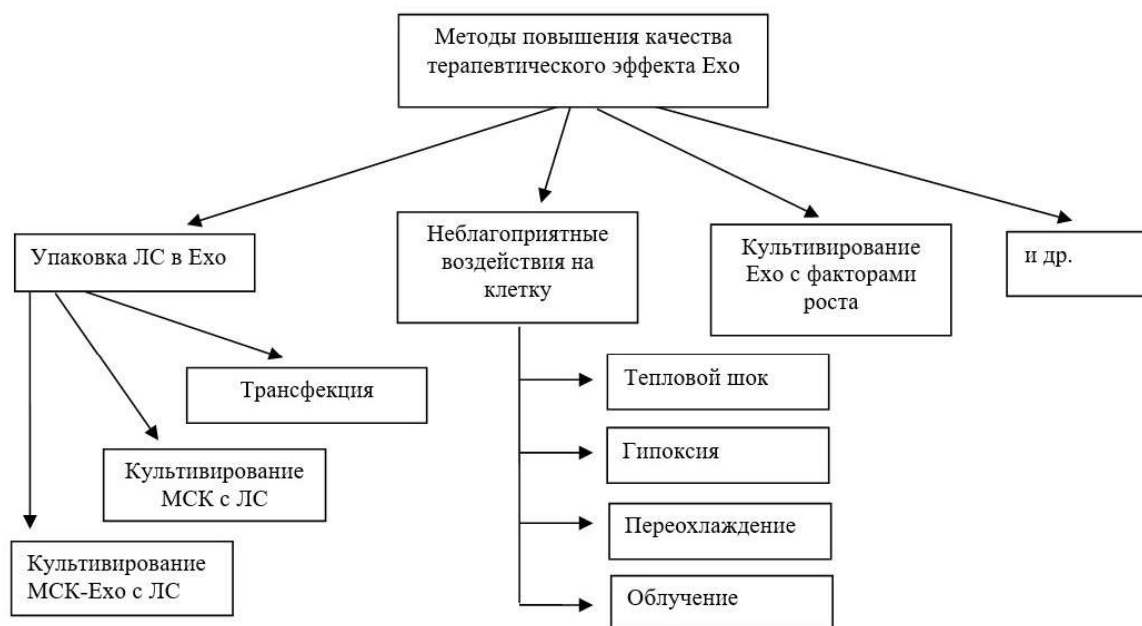 Методы повышения качества
терапевтического эффекта Exo
Упаковка ЛС в Exo
Неблагоприятные
воздействия на
клетку
Культивирование
Exo с факторами
роста
и др.
Трансфекция
Культивирование
МСК с ЛС
Культивирование
МСК-Exo с ЛС
Тепловой шок
Гипоксия
Переохлаждение
Облучение